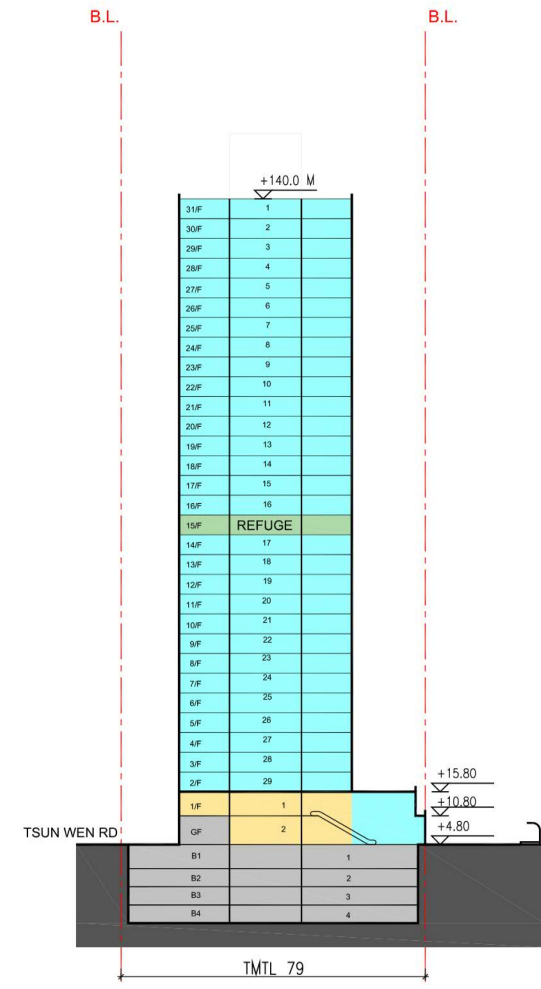 B.L. B.L.
+140.0 M
31/F 1
30/F 2
29/F 3
28/F 4
27/F 5
26/F 6
25/F 7
24/F 8
23/F 9
22/F 10
21/F 11
20/F 12
19/F 13
18/F 14
17/F 15
16/F 16
15/F REFUGE
14/F 17
13/F 18
12/F 19
11/F 20
10/F 21
9/F 22
8/F 23
7/F 24
6/F 25
5/F 26
4/F 27
3/F 28
2/F 29
+15.80
1/F 1 +10.80
TSUN WEN RD GF 2 +4.80
B1 1
B2 2
B3 3
B4 4
TMTL 79